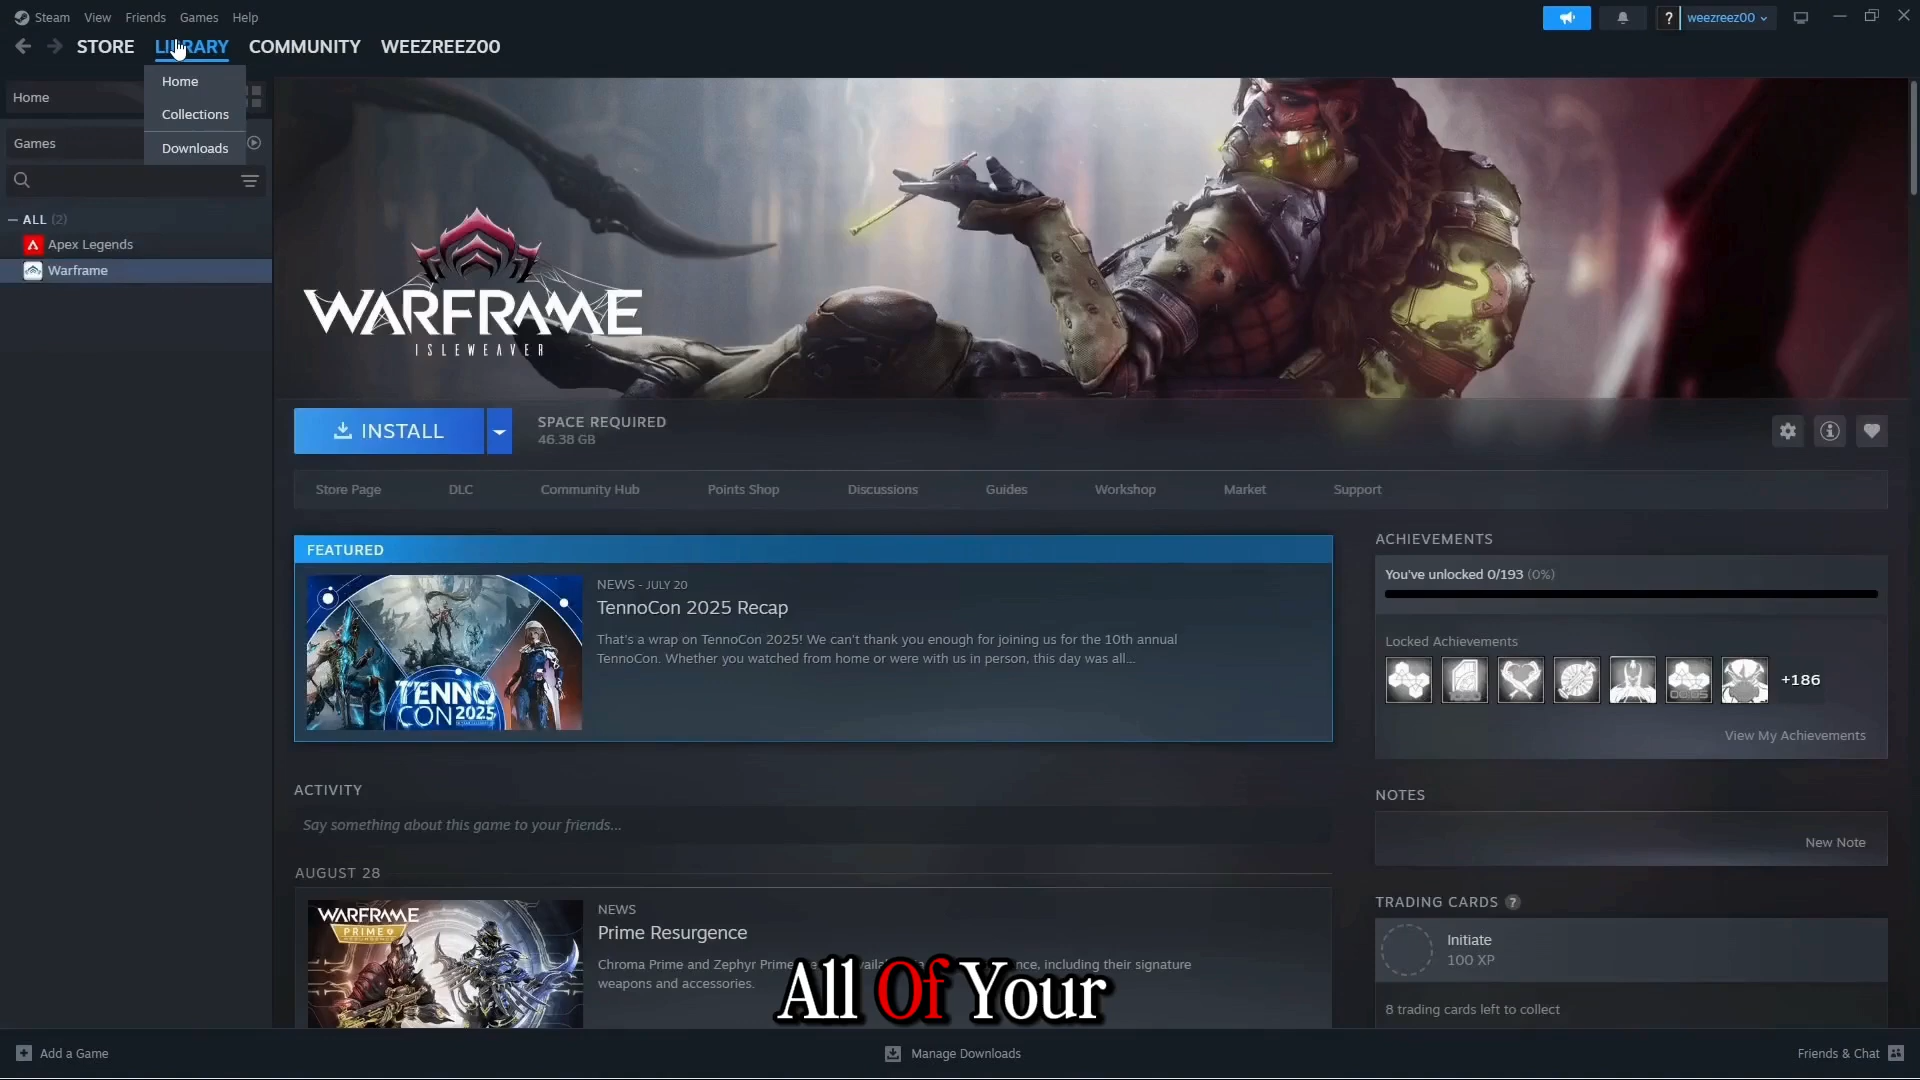 Steam View Friends Games Help
? weezreez00
STORE LIBRARY COMMUNITY WEEZREEZ00
Home
Collections
Downloads
Home
Games
— ALL (2)
Apex Legends
Warframe
WARFRAME
ISLEWEAVER
INSTALL
SPACE REQUIRED
46.38 GB
Store Page DLC Community Hub Points Shop Discussions Guides Workshop Market Support
FEATURED
TENNO
CON 2025
NEWS - JULY 20
TennoCon 2025 Recap
That's a wrap on TennoCon 2025! We can't thank you enough for joining us for the 10th annual
TennoCon. Whether you watched from home or were with us in person, this day was all...
ACTIVITY
Say something about this game to your friends...
AUGUST 28
WARFRAME
PRIME
RESURGENCE
NEWS
Prime Resurgence
Chroma Prime and Zephyr Prime including their signature
weapons and accessories.
All Of Your
ACHIEVEMENTS
You've unlocked 0/193 (0%)
Locked Achievements
+186
View My Achievements
NOTES
New Note
TRADING CARDS ?
Initiate
100 XP
8 trading cards left to collect
Add a Game
Manage Downloads
Friends & Chat